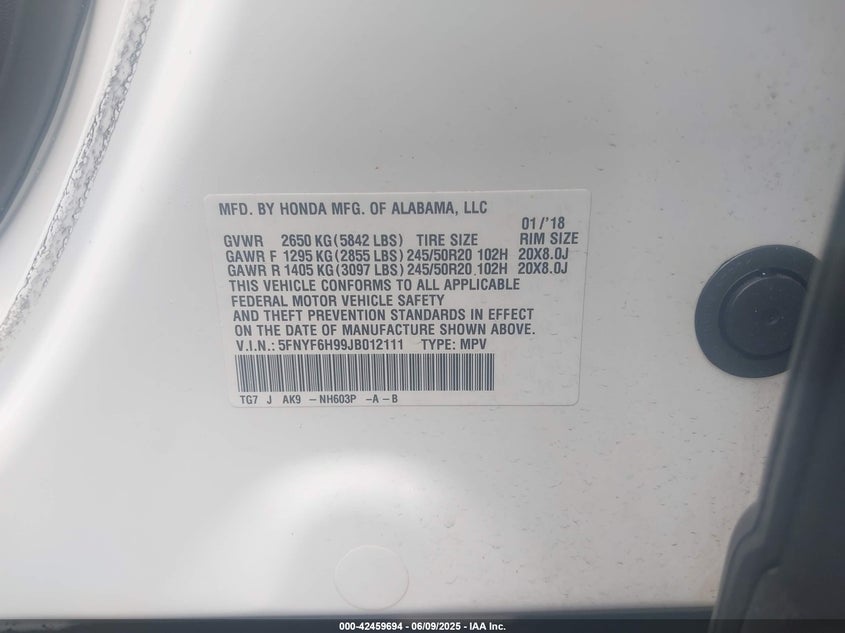 MFD. BY HONDA MFG. OF ALABAMA, LLC
01/'18
GVWR 2650 KG(5842 LBS) TIRE SIZE RIM SIZE
GAWR F 1295 KG(2855 LBS)245/50R20 102H 20X8.0J
GAWR R 1405 KG(3097 LBS)245/50R20 102H 20X8.0J
THIS VEHICLE CONFORMS TO ALL APPLICABLE
FEDERAL MOTOR VEHICLE SAFETY
AND THEFT PREVENTION STANDARDS IN EFFECT
ON THE DATE OF MANUFACTURE SHOWN ABOVE.
V.I.N.: 5FNYF6H99JB012111 TYPE: MPV
TG7 J AK9 - NH603P -A - B
000-42459694 - 06/09/2025 - IAA Inc.